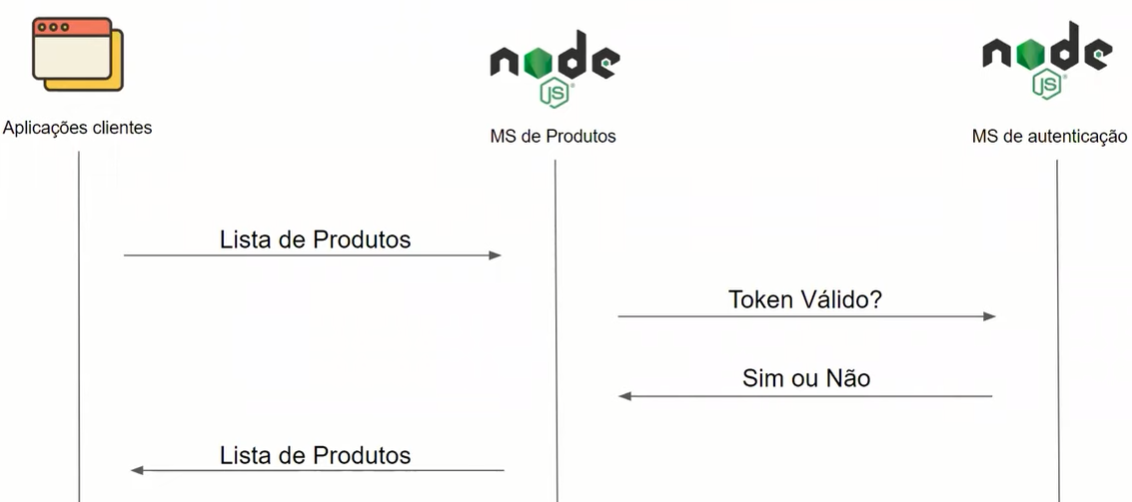 node
JS
node
JS
Aplicações clientes
MS de Produtos
MS de autenticação
Lista de Produtos
Token Válido?
Sim ou Não
Lista de Produtos